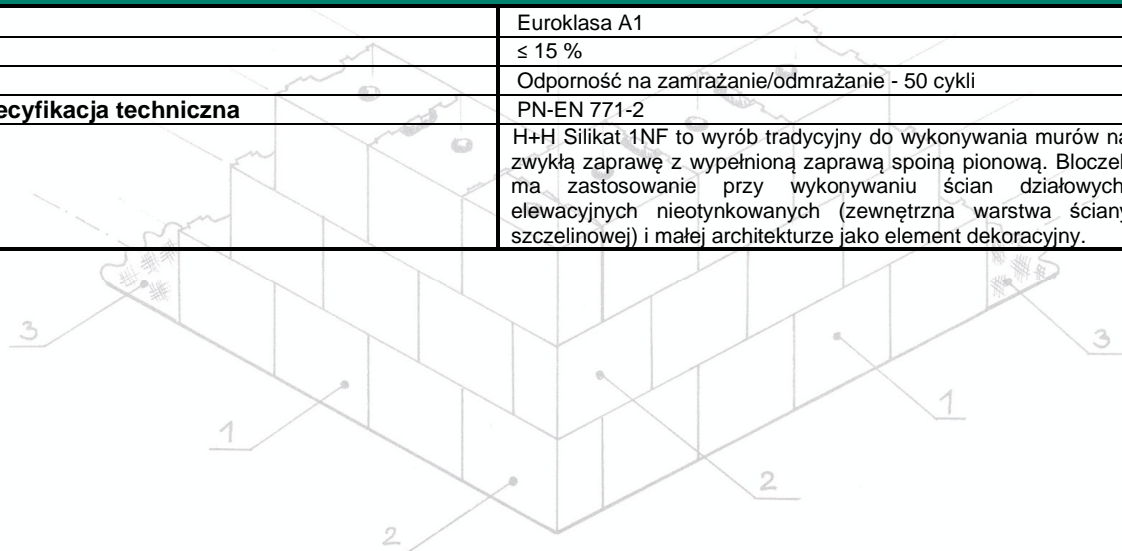 Euroklasa A1
≤ 15 %
Odporność na zamrażanie/odmrażanie - 50 cykli
ecyfikacja techniczna
PN-EN 771-2
H+H Silikat 1NF to wyrób tradycyjny do wykonywania murów na
zwykłą zaprawę z wypełnioną zaprawą spoiną pionową. Bloczek
ma zastosowanie przy wykonywaniu ścian działowych
elewacyjnych nieotynkowanych (zewnętrzna warstwa ściany
szczelinowej) i małej architekturze jako element dekoracyjny.
3
3
1
1
2
2